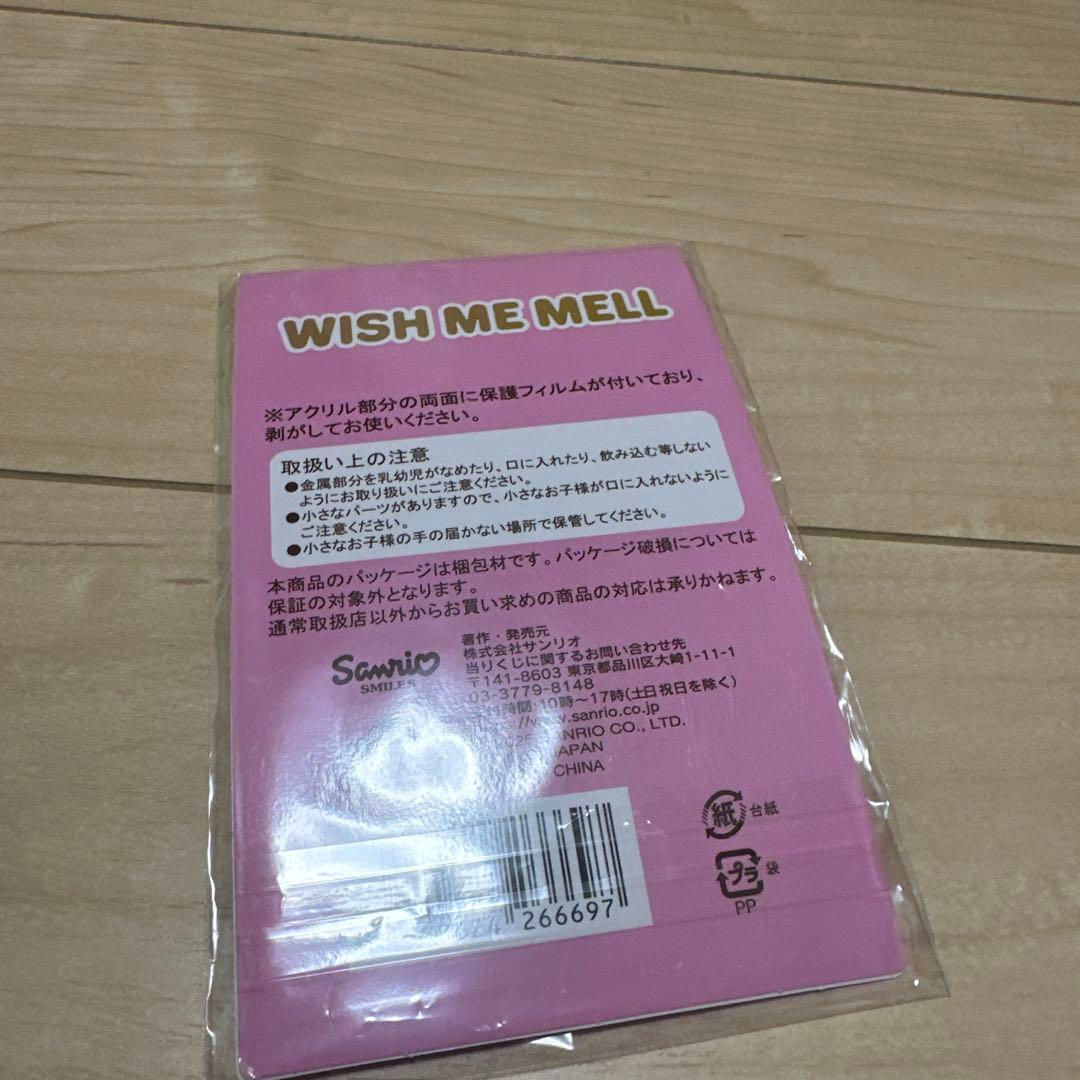 WISH ME MELL
※アクリル部分の両面に保護フィルムが付いており、
剥がしてお使いください。
取扱い上の注意
●金属部分を乳幼児がなめたり、口に入れたり、飲み込む等しない
ようにお取り扱いにご注意ください。
●小さなパーツがありますので、小さなお子様が口に入れないように
ご注意ください。
●小さなお子様の手の届かない場所で保管してください。
本商品のパッケージは梱包材です。パッケージ破損については
保証の対象外となります。
通常取扱店以外からお買い求めの商品の対応は承りかねます。
Sanrio
SMILES
著作・発売元
株式会社サンリオ
当りくじに関するお問い合わせ先
〒141-8603 東京都品川区大崎1-11-1
03-3779-8148
時間:10時〜17時(土日祝日を除く)
www.sanrio.co.jp
SANRIO CO., LTD.
JAPAN
CHINA
266697
紙 台紙
プラ 袋
PP